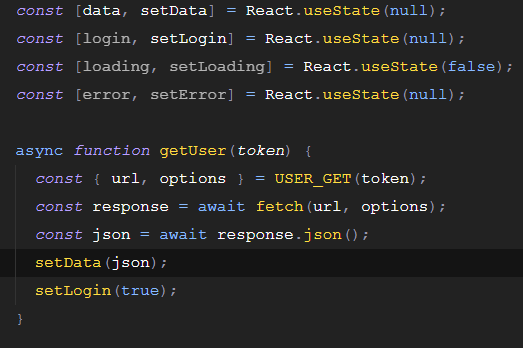 const [data, setData] = React.useState(null);
const [login, setLogin] = React.useState(null);
const [loading, setLoading] = React.useState(false);
const [error, setError] = React.useState(null);
async function getUser(token) {
const { url, options } = USER_GET(token);
const response = await fetch(url, options);
const json = await response.json();
setData(json);
setLogin(true);
}